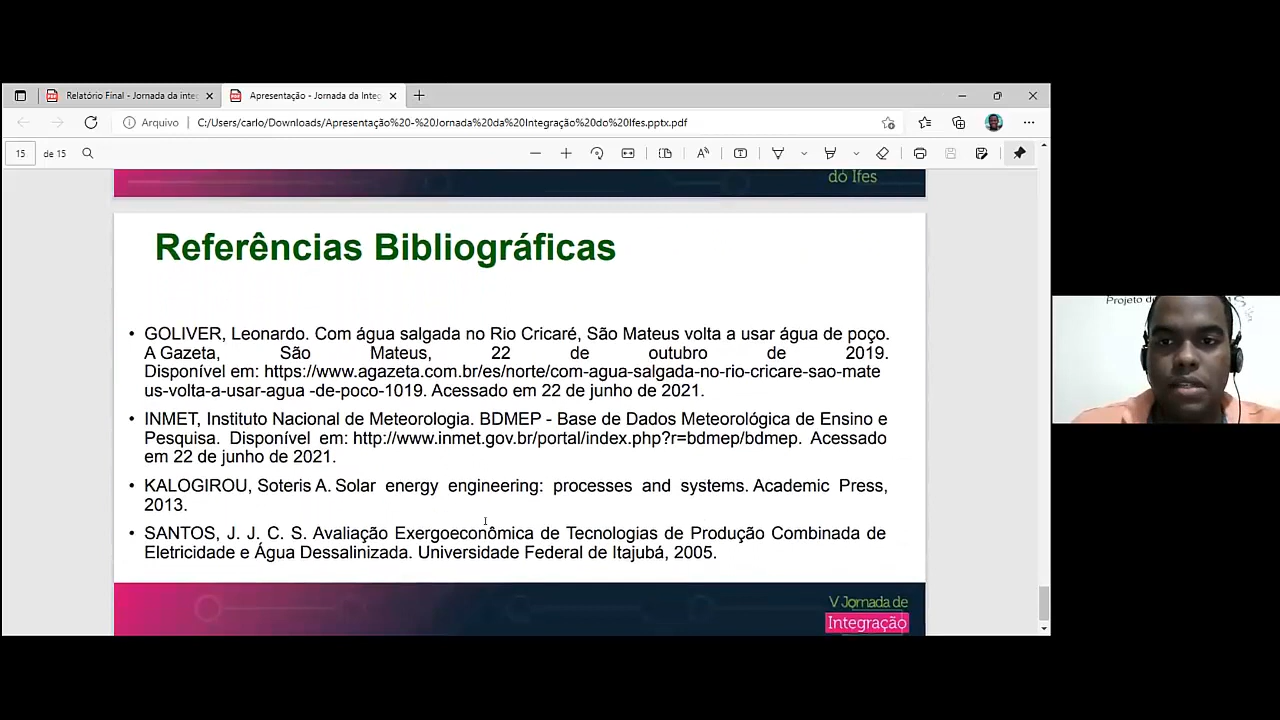 Relatório Final - Jornada da inte
Apresentação - Jornada da Integ
Arquivo
C:/Users/carlo/Downloads/Apresentação%20-%20Jornada%20da%20Integração%20do%20Ifes.pptx.pdf
15 de 15
do Ifes
Referências Bibliográficas
• GOLIVER, Leonardo. Com água salgada no Rio Cricaré, São Mateus volta a usar água de poço.
A Gazeta, São Mateus, 22 de outubro de 2019.
Disponível em: https://www.agazeta.com.br/es/norte/com-agua-salgada-no-rio-cricare-sao-mate
us-volta-a-usar-agua -de-poco-1019. Acessado em 22 de junho de 2021.
• INMET, Instituto Nacional de Meteorologia. BDMEP - Base de Dados Meteorológica de Ensino e
Pesquisa. Disponível em: http://www.inmet.gov.br/portal/index.php?r=bdmep/bdmep. Acessado
em 22 de junho de 2021.
• KALOGIROU, Soteris A. Solar energy engineering: processes and systems. Academic Press,
2013.
• SANTOS, J. J. C. S. Avaliação Exergoeconômica de Tecnologias de Produção Combinada de
Eletricidade e Água Dessalinizada. Universidade Federal de Itajubá, 2005.
V Jornada de
Integração
Projeto de